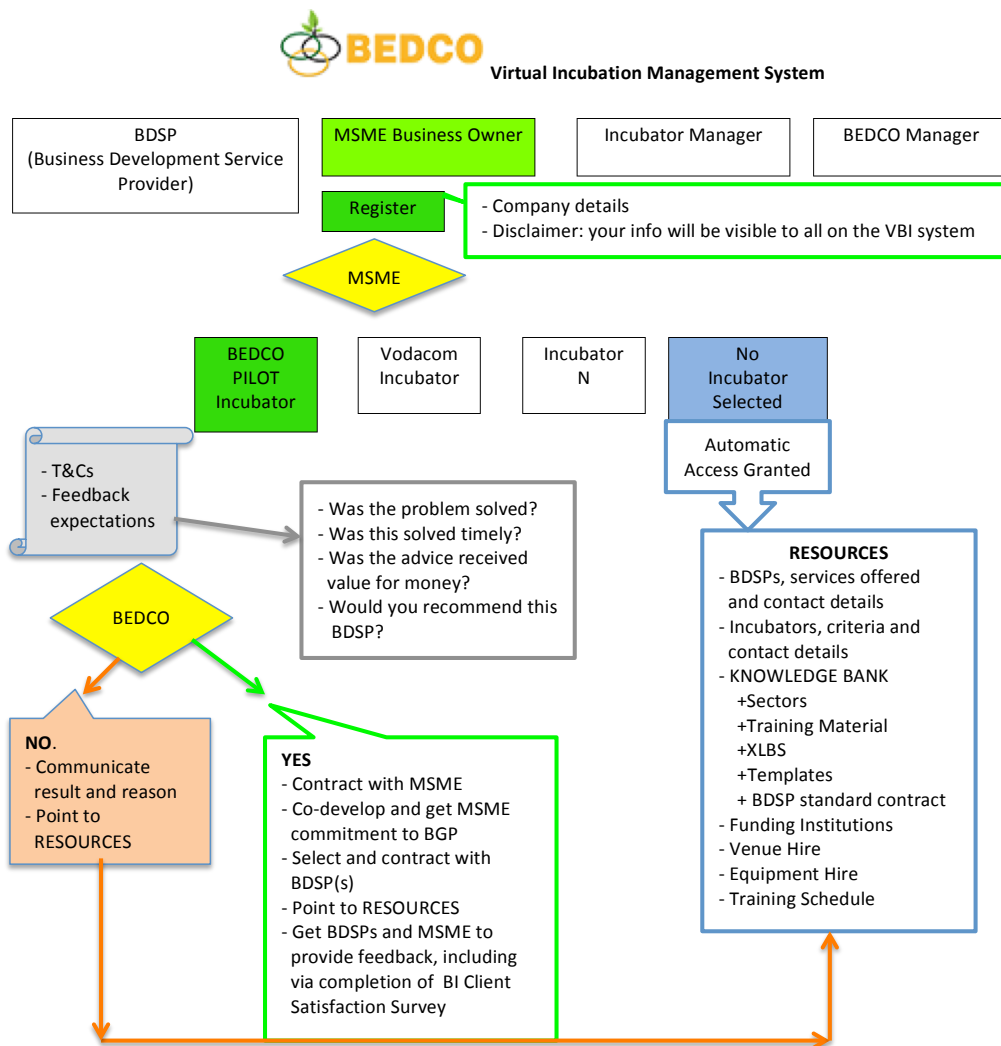 BEDCO
Virtual Incubation Management System
BDSP
(Business Development Service
Provider)
MSME Business Owner
Incubator Manager
BEDCO Manager
Register
- Company details
- Disclaimer: your info will be visible to all on the VBI system
MSME
BEDCO
PILOT
Incubator
Vodacom
Incubator
Incubator
N
No
Incubator
Selected
Automatic
Access Granted
- T&Cs
- Feedback
expectations
- Was the problem solved?
- Was this solved timely?
- Was the advice received
value for money?
- Would you recommend this
BDSP?
RESOURCES
- BDSPs, services offered
and contact details
- Incubators, criteria and
contact details
- KNOWLEDGE BANK
+Sectors
+Training Material
+XLBS
+Templates
+ BDSP standard contract
- Funding Institutions
- Venue Hire
- Equipment Hire
- Training Schedule
BEDCO
NO.
- Communicate
result and reason
- Point to
RESOURCES
YES
- Contract with MSME
- Co-develop and get MSME
commitment to BGP
- Select and contract with
BDSP(s)
- Point to RESOURCES
- Get BDSPs and MSME to
provide feedback, including
via completion of BI Client
Satisfaction Survey